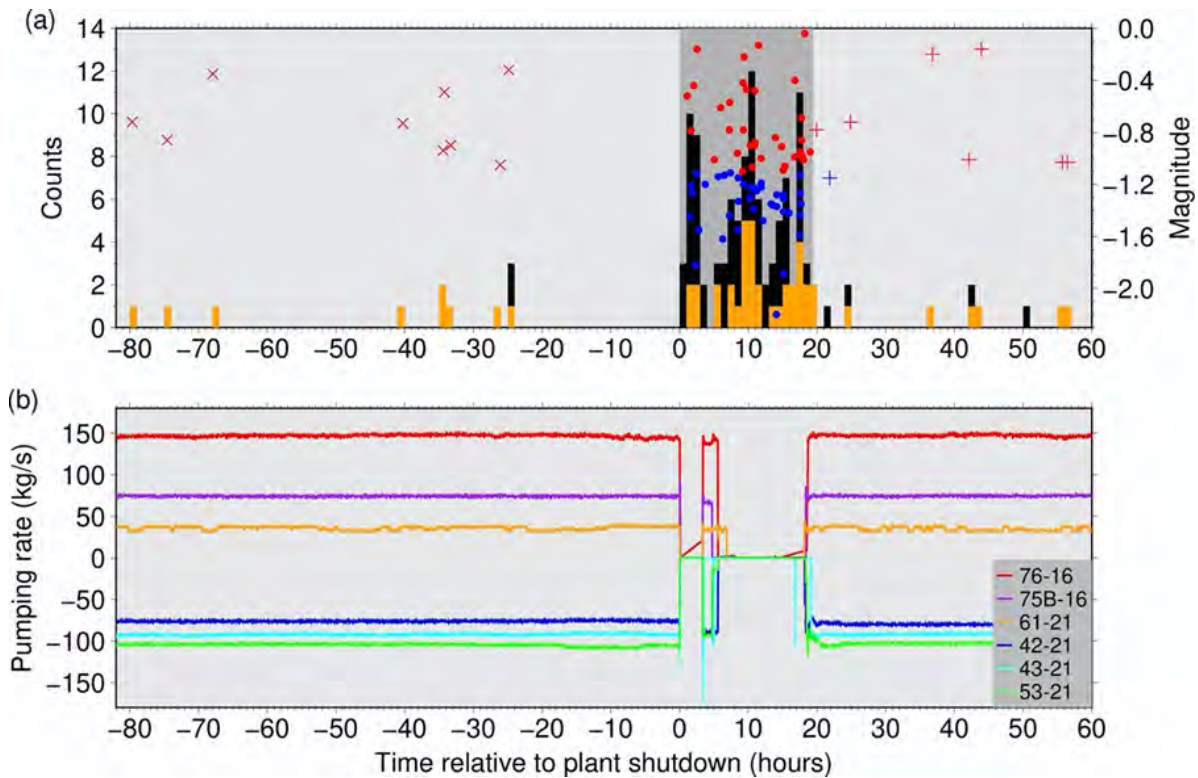 (a)
14
12
10
8
6
4
2
0
Counts
0.0
−0.4
−0.8
−1.2
−1.6
−2.0
Magnitude
−80 −70 −60 −50 −40 −30 −20 −10 0 10 20 30 40 50 60
(b)
150
100
50
0
−50
−100
−150
Pumping rate (kg/s)
76-16
75B-16
61-21
42-21
43-21
53-21
−80 −70 −60 −50 −40 −30 −20 −10 0 10 20 30 40 50 60
Time relative to plant shutdown (hours)